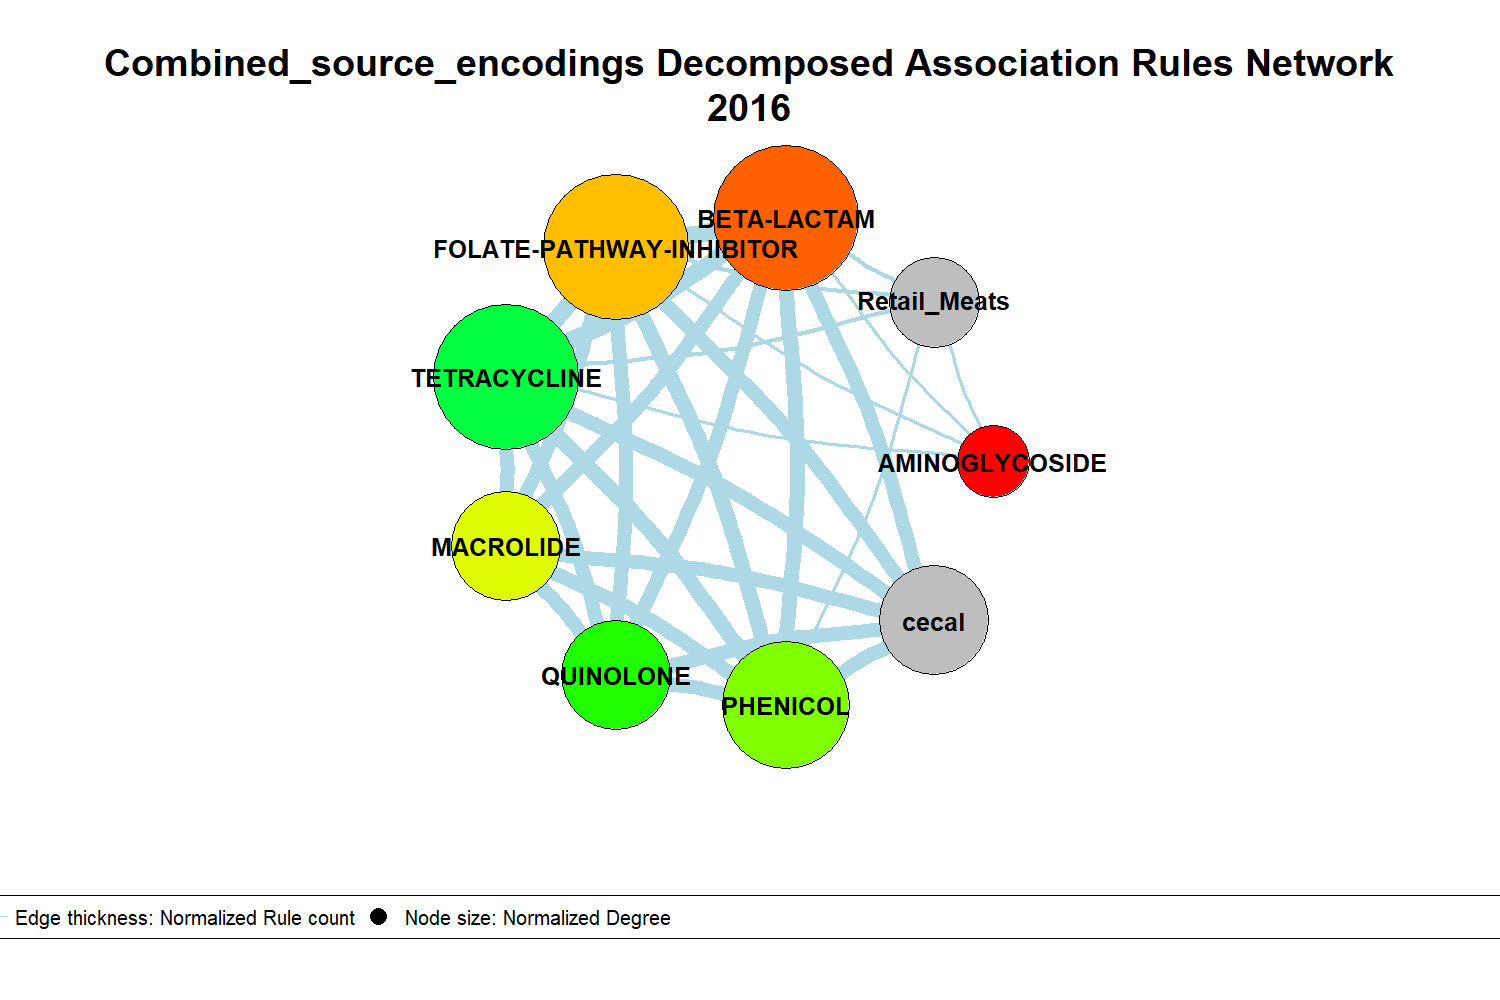 Combined_source_encodings Decomposed Association Rules Network
2016
BETA-LACTAM
FOLATE-PATHWAY-INHIBITOR
Retail_Meats
TETRACYCLINE
AMINOGLYCOSIDE
MACROLIDE
cecal
QUINOLONE
PHENICOL
Edge thickness: Normalized Rule count
Node size: Normalized Degree